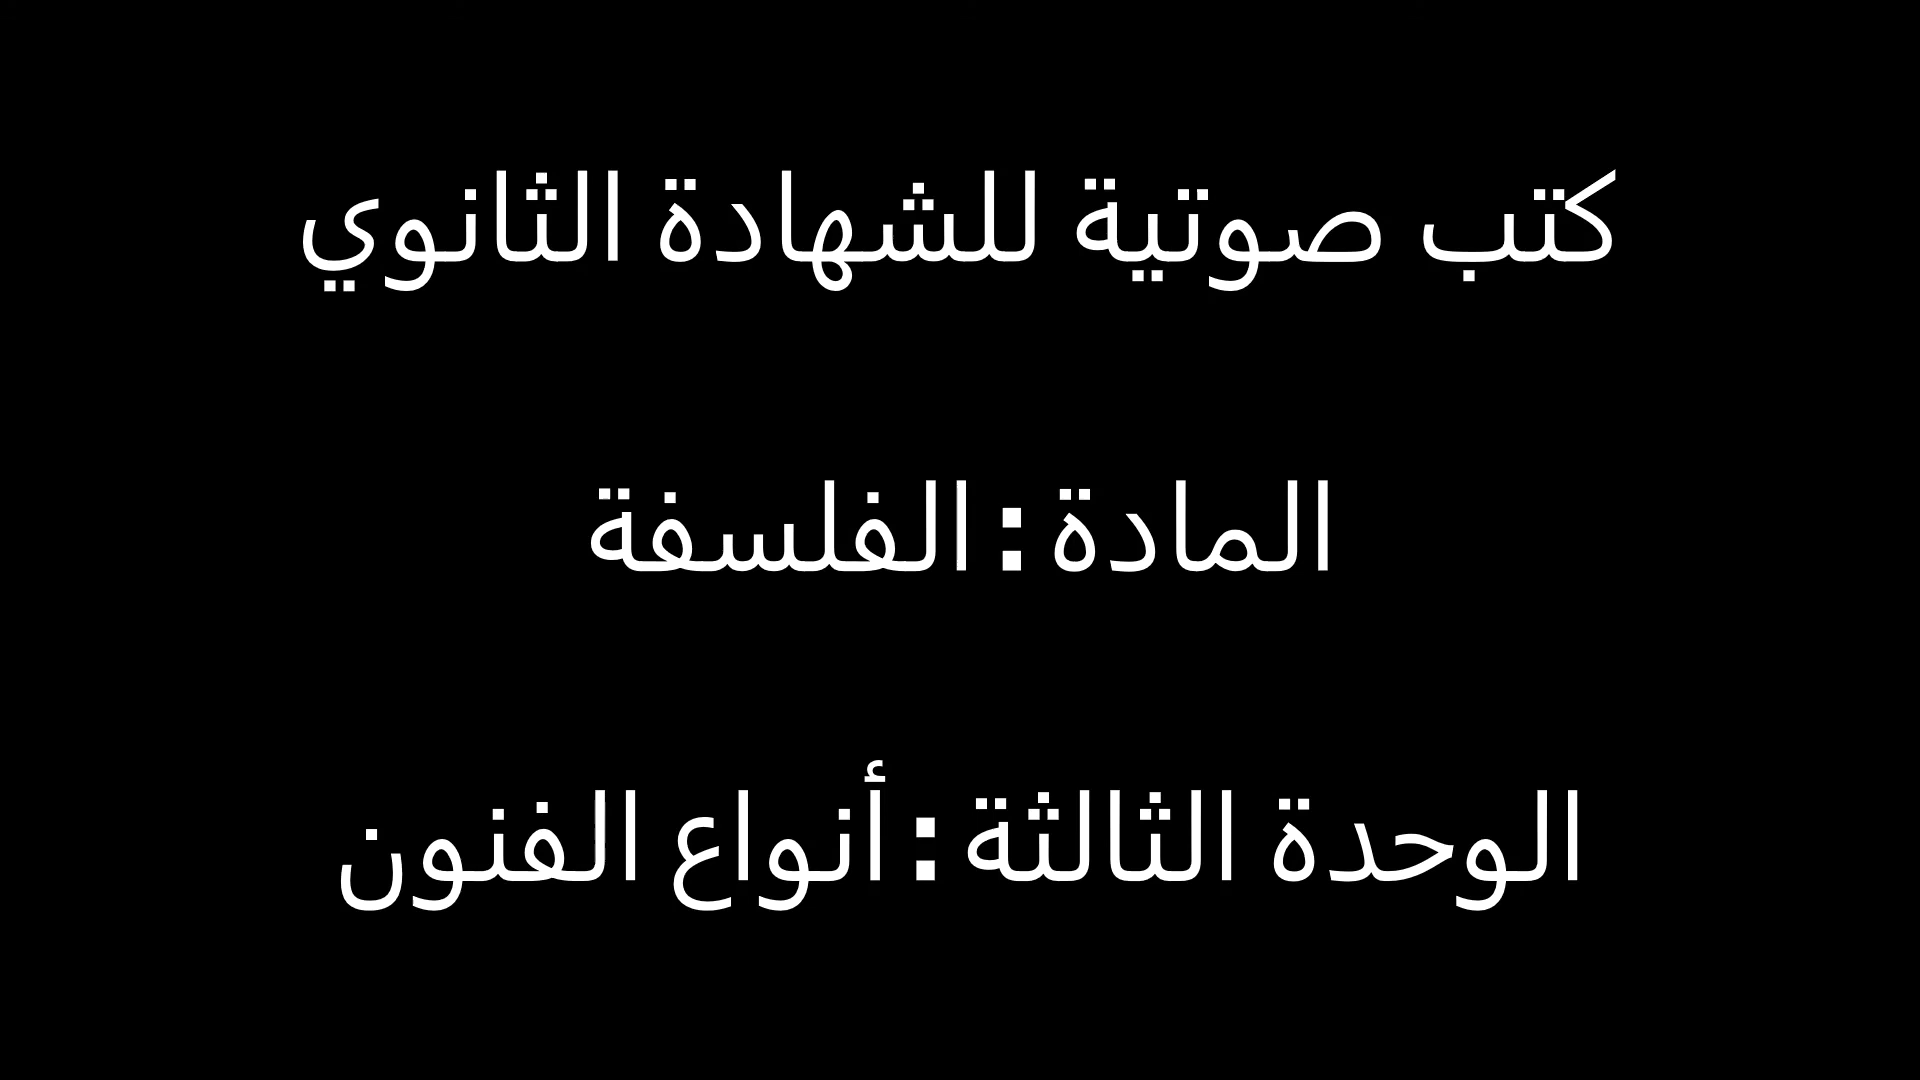 كتب صوتية للشهادة الثانوي
المادة : الفلسفة
الوحدة الثالثة : أنواع الفنون